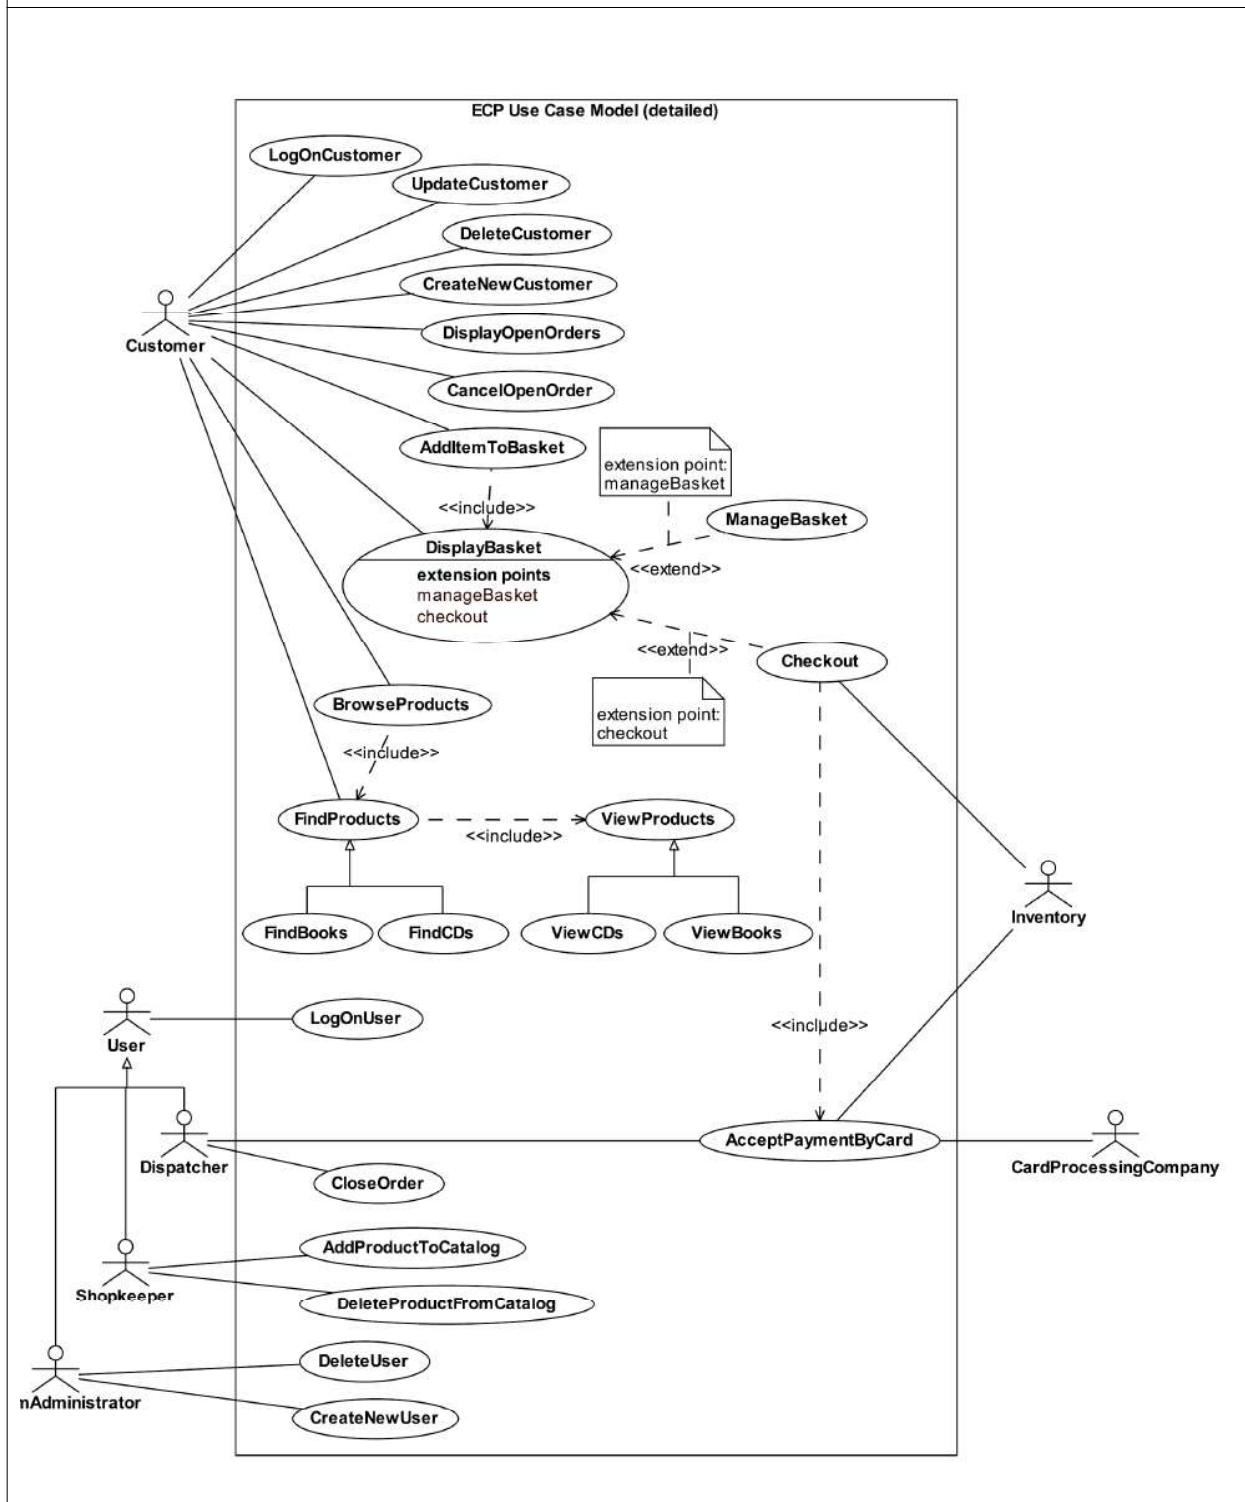 ECP Use Case Model (detailed)
LogOnCustomer
UpdateCustomer
DeleteCustomer
CreateNewCustomer
DisplayOpenOrders
Customer
CancelOpenOrder
AddItemToBasket
extension point:
manageBasket
<<include>>
ManageBasket
DisplayBasket
<<extend>>
extension points
manageBasket
checkout
<<extend>>
Checkout
BrowseProducts
extension point:
checkout
<<include>>
FindProducts
<<include>>
ViewProducts
Inventory
FindBooks
FindCDs
ViewCDs
ViewBooks
LogOnUser
<<include>>
User
AcceptPaymentByCard
Dispatcher
CardProcessingCompany
CloseOrder
AddProductToCatalog
Shopkeeper
DeleteProductFromCatalog
DeleteUser
mAdministrator
CreateNewUser